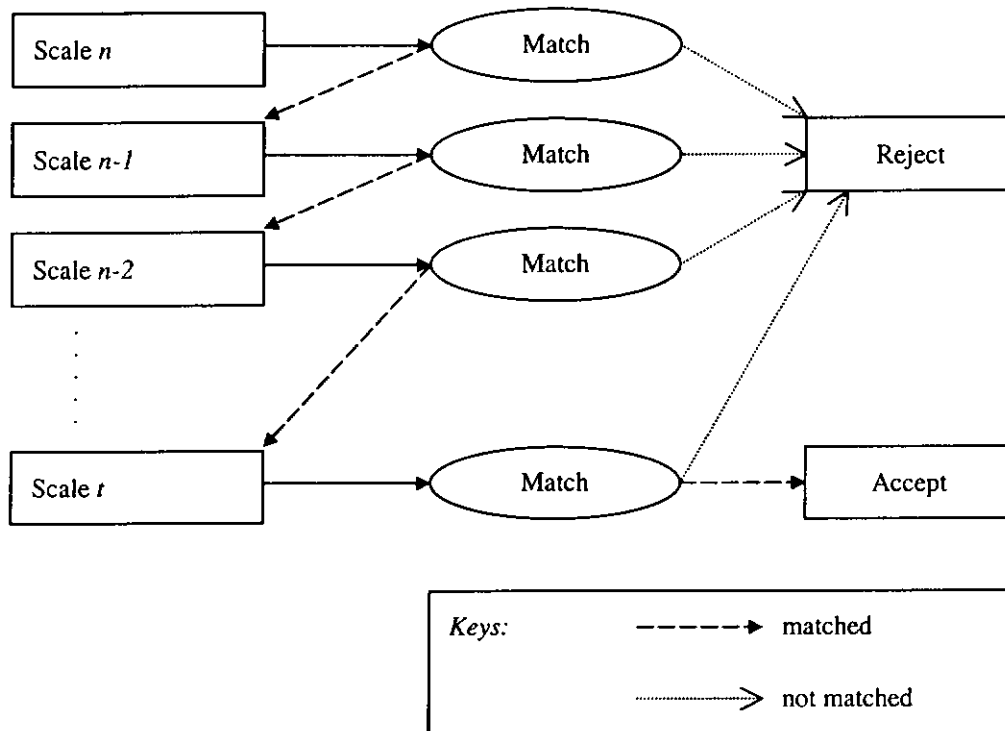 Scale n
Match
Scale n-1
Match
Reject
Scale n-2
Match
Scale t
Match
Accept
Keys:
matched
not matched